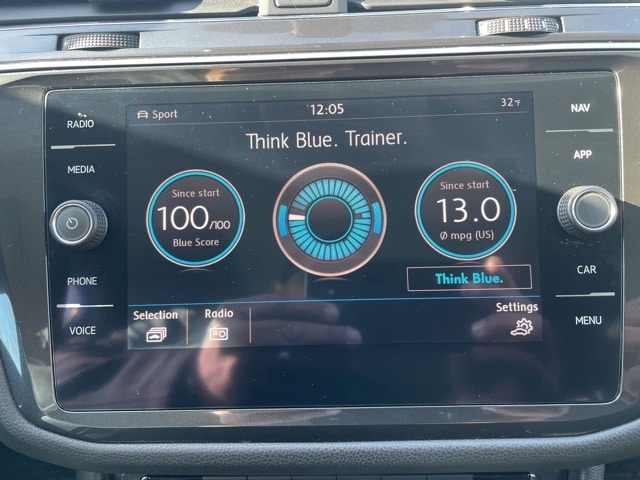 Sport
12:05
32°F
Think Blue. Trainer.
Since start
100/100
Blue Score
Since start
13.0
Ø mpg (US)
Think Blue.
Selection
Radio
Settings
RADIO
MEDIA
PHONE
VOICE
NAV
APP
CAR
MENU